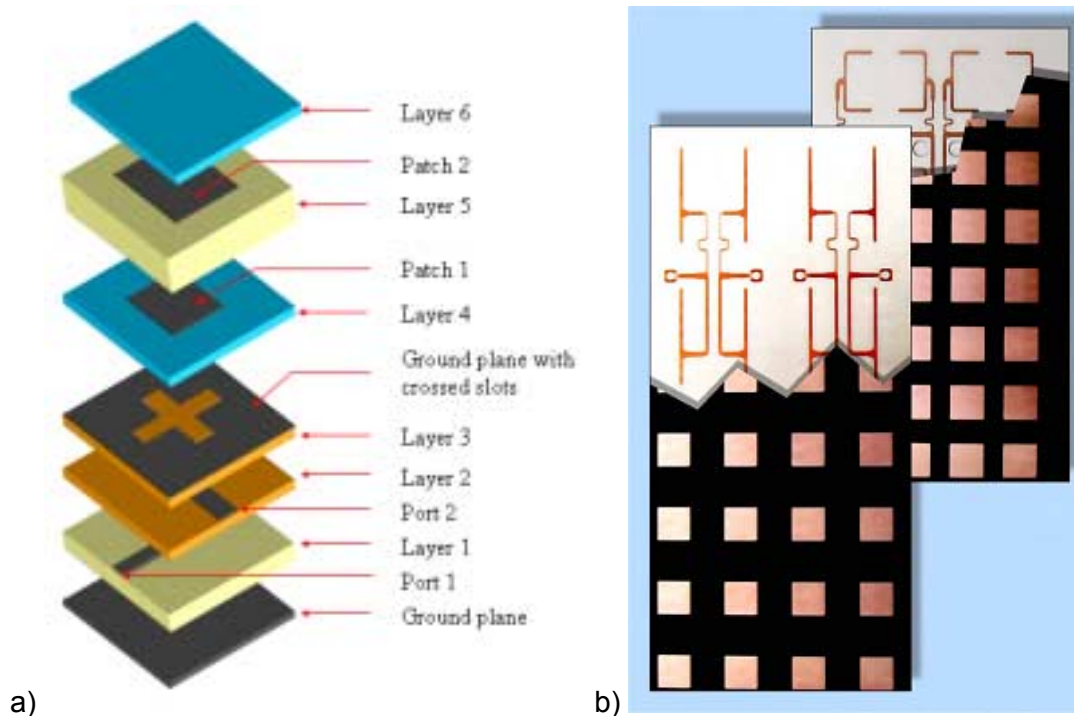 Layer 6
Patch 2
Layer 5
Patch 1
Layer 4
Ground plane with
crossed slots
Layer 3
Layer 2
Port 2
Layer 1
Port 1
Ground plane
a)
b)